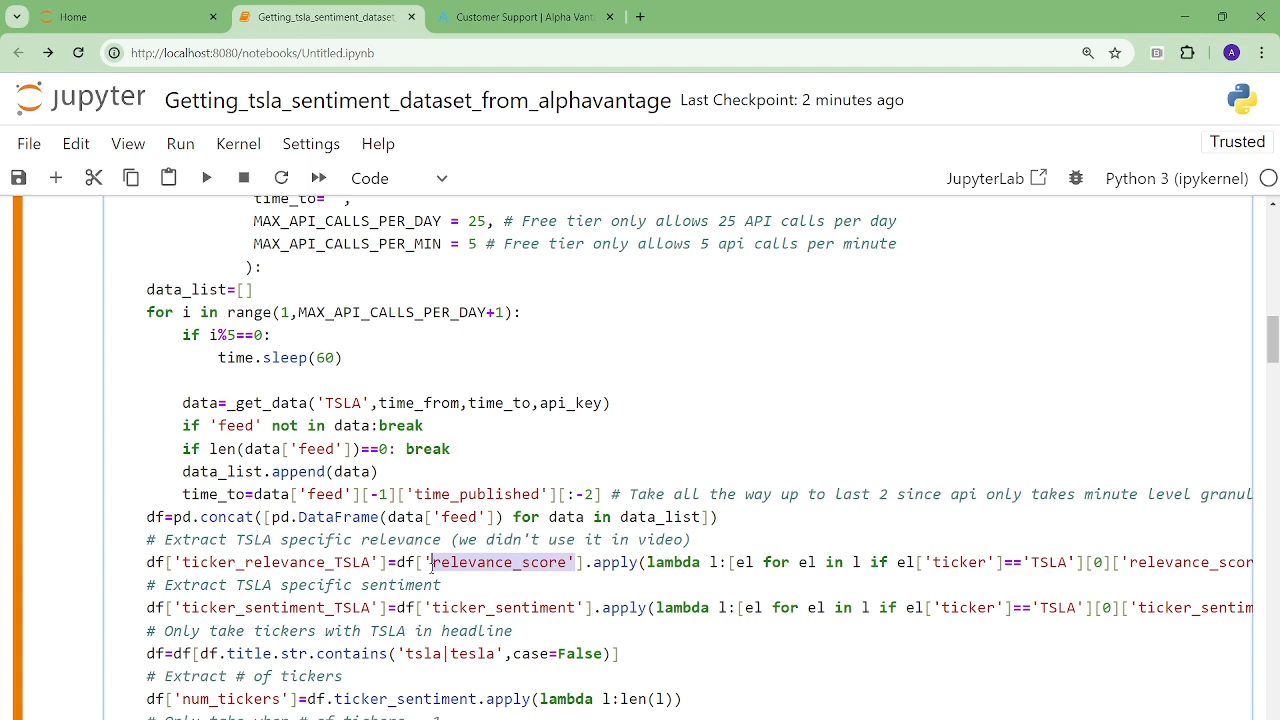 Home
Getting_tsla_sentiment_dataset_
Customer Support | Alpha Vant
http://localhost:8080/notebooks/Untitled.ipynb
A
jupyter Getting_tsla_sentiment_dataset_from_alphavantage Last Checkpoint: 2 minutes ago
File Edit View Run Kernel Settings Help Trusted
Code JupyterLab Python 3 (ipykernel)
time_to='',
MAX_API_CALLS_PER_DAY = 25, # Free tier only allows 25 API calls per day
MAX_API_CALLS_PER_MIN = 5 # Free tier only allows 5 api calls per minute
):
data_list=[]
for i in range(1,MAX_API_CALLS_PER_DAY+1):
if i%5==0:
time.sleep(60)
data=_get_data('TSLA',time_from,time_to,api_key)
if 'feed' not in data:break
if len(data['feed'])==0: break
data_list.append(data)
time_to=data['feed'][-1]['time_published'][:-2] # Take all the way up to last 2 since api only takes minute level granul
df=pd.concat([pd.DataFrame(data['feed']) for data in data_list])
# Extract TSLA specific relevance (we didn't use it in video)
df['ticker_relevance_TSLA']=df['relevance_score'].apply(lambda l:[el for el in l if el['ticker']=='TSLA'][0]['relevance_scor
# Extract TSLA specific sentiment
df['ticker_sentiment_TSLA']=df['ticker_sentiment'].apply(lambda l:[el for el in l if el['ticker']=='TSLA'][0]['ticker_sentim
# Only take tickers with TSLA in headline
df=df[df.title.str.contains('tsla|tesla',case=False)]
# Extract # of tickers
df['num_tickers']=df.ticker_sentiment.apply(lambda l:len(l))
# Only take when # of tickers